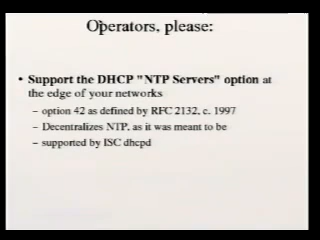 Operators, please:
• Support the DHCP "NTP Servers" option at
the edge of your networks
– option 42 as defined by RFC 2132, c. 1997
– Decentralizes NTP, as it was meant to be
– supported by ISC dhcpd